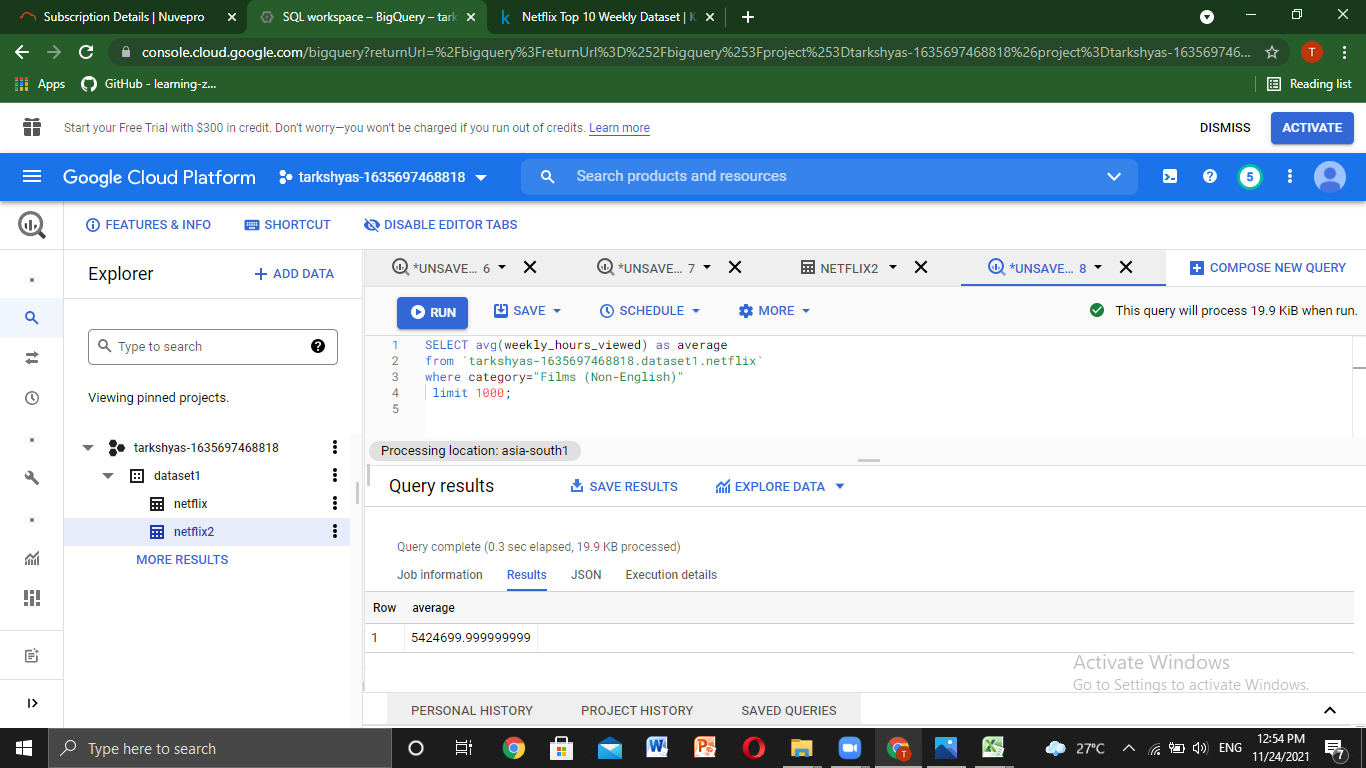 Subscription Details | Nuvepro
SQL workspace – BigQuery – tark
Netflix Top 10 Weekly Dataset | K
console.cloud.google.com/bigquery?returnUrl=%2Fbigquery%3FreturnUrl%3D%252Fbigquery%253Fproject%253Dtarkshyas-1635697468818%26project%3Dtarkshyas-163569746...
T
Apps
GitHub - learning-z...
Reading list
Start your Free Trial with $300 in credit. Don't worry—you won't be charged if you run out of credits. Learn more
DISMISS
ACTIVATE
Google Cloud Platform
tarkshyas-1635697468818
Search products and resources
5
FEATURES & INFO
SHORTCUT
DISABLE EDITOR TABS
Explorer
+ ADD DATA
*UNSAVE... 6
*UNSAVE... 7
NETFLIX2
*UNSAVE... 8
COMPOSE NEW QUERY
RUN
SAVE
SCHEDULE
MORE
This query will process 19.9 KiB when run.
Type to search
Viewing pinned projects.
tarkshyas-1635697468818
dataset1
netflix
netflix2
MORE RESULTS
1 SELECT avg(weekly_hours_viewed) as average
2 from `tarkshyas-1635697468818.dataset1.netflix`
3 where category="Films (Non-English)"
4 limit 1000;
5
Processing location: asia-south1
Query results
SAVE RESULTS
EXPLORE DATA
Query complete (0.3 sec elapsed, 19.9 KB processed)
Job information
Results
JSON
Execution details
Row average
1 5424699.999999999
Activate Windows
Go to Settings to activate Windows.
PERSONAL HISTORY
PROJECT HISTORY
SAVED QUERIES
Type here to search
27°C
ENG
12:54 PM
11/24/2021
7